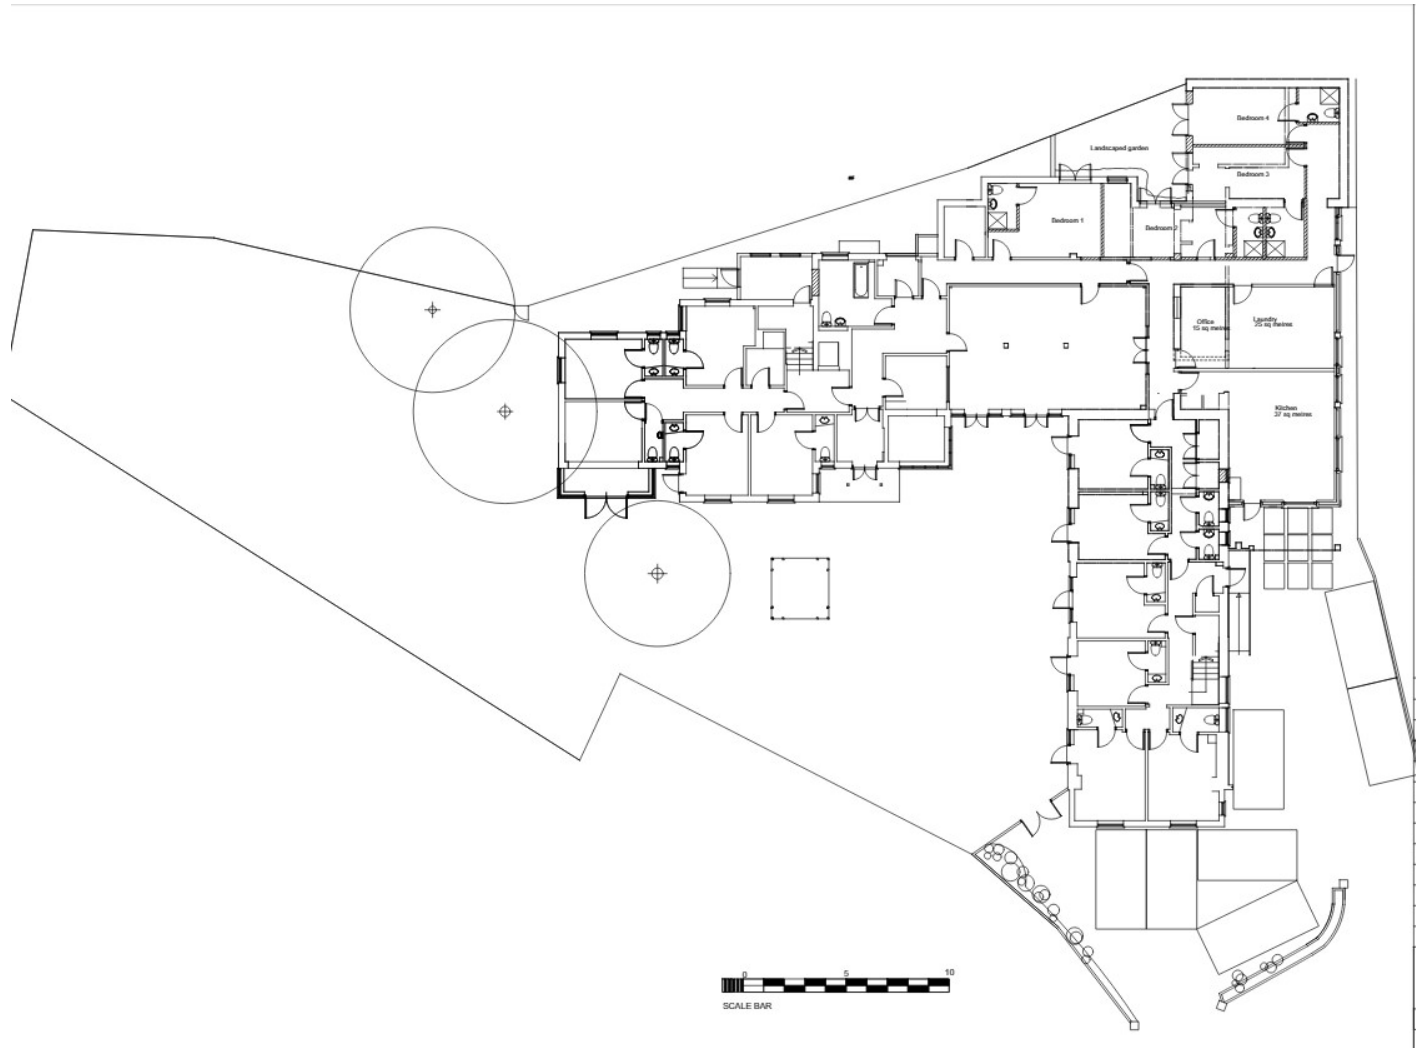 Bedroom 4
Landscaped garden
Bedroom 3
Bedroom 1
Bedroom 2
Office
15 sq metres
Laundry
25 sq metres
Kitchen
37 sq metres
0 5 10
SCALE BAR